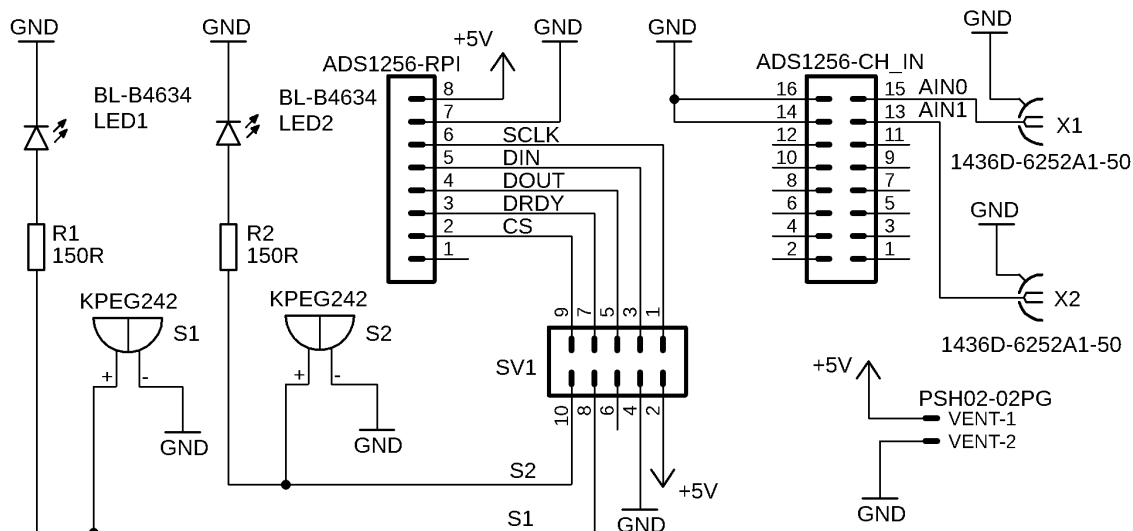 GND
GND
GND
GND
GND
+5V
ADS1256-RPI
ADS1256-CH_IN
BL-B4634
LED1
BL-B4634
LED2
8
7
6
5
4
3
2
1
SCLK
DIN
DOUT
DRDY
CS
16
14
12
10
8
6
4
2
15
13
11
9
7
5
3
1
AIN0
AIN1
X1
1436D-6252A1-50
GND
X2
1436D-6252A1-50
R1
150R
R2
150R
KPEG242
S1
+
-
GND
KPEG242
S2
+
-
GND
SV1
9
7
5
3
1
10
8
6
4
2
S2
S1
+5V
GND
+5V
PSH02-02PG
VENT-1
VENT-2
GND